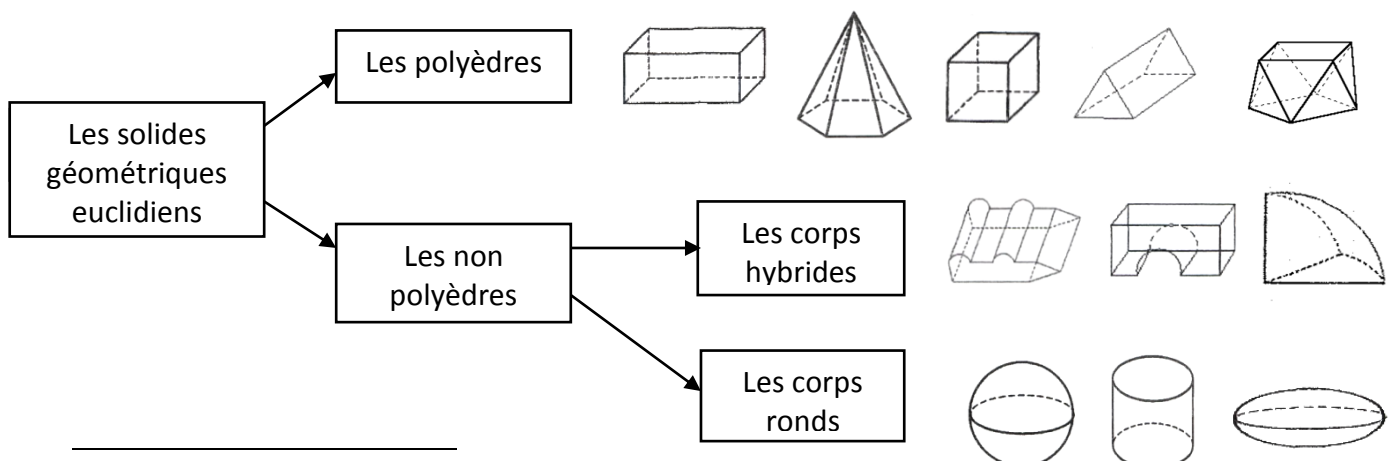 Les polyèdres
Les solides
géométriques
euclidiens
Les non
polyèdres
Les corps
hybrides
Les corps
ronds